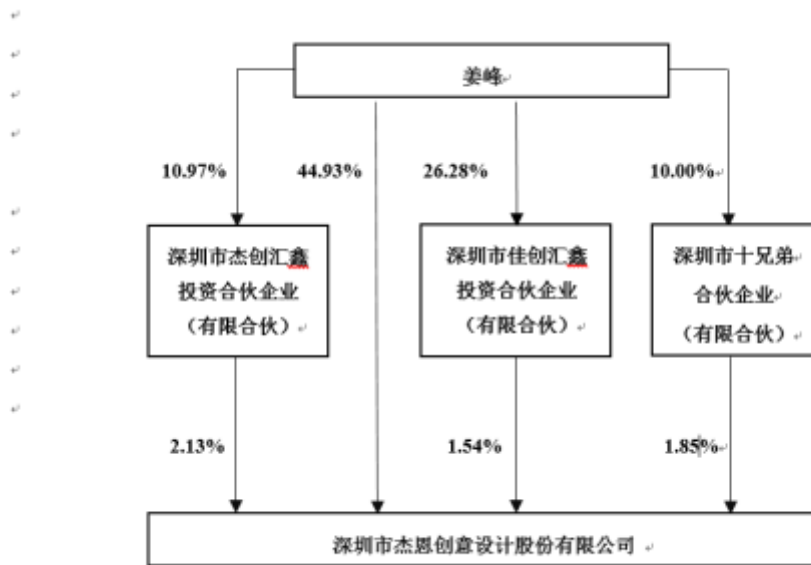 姜峰
10.97% 44.93% 26.28% 10.00%
深圳市杰创汇鑫
投资合伙企业
（有限合伙）
深圳市佳创汇鑫
投资合伙企业
（有限合伙）
深圳市十兄弟
合伙企业
（有限合伙）
2.13% 1.54% 1.85%
深圳市杰恩创意设计股份有限公司